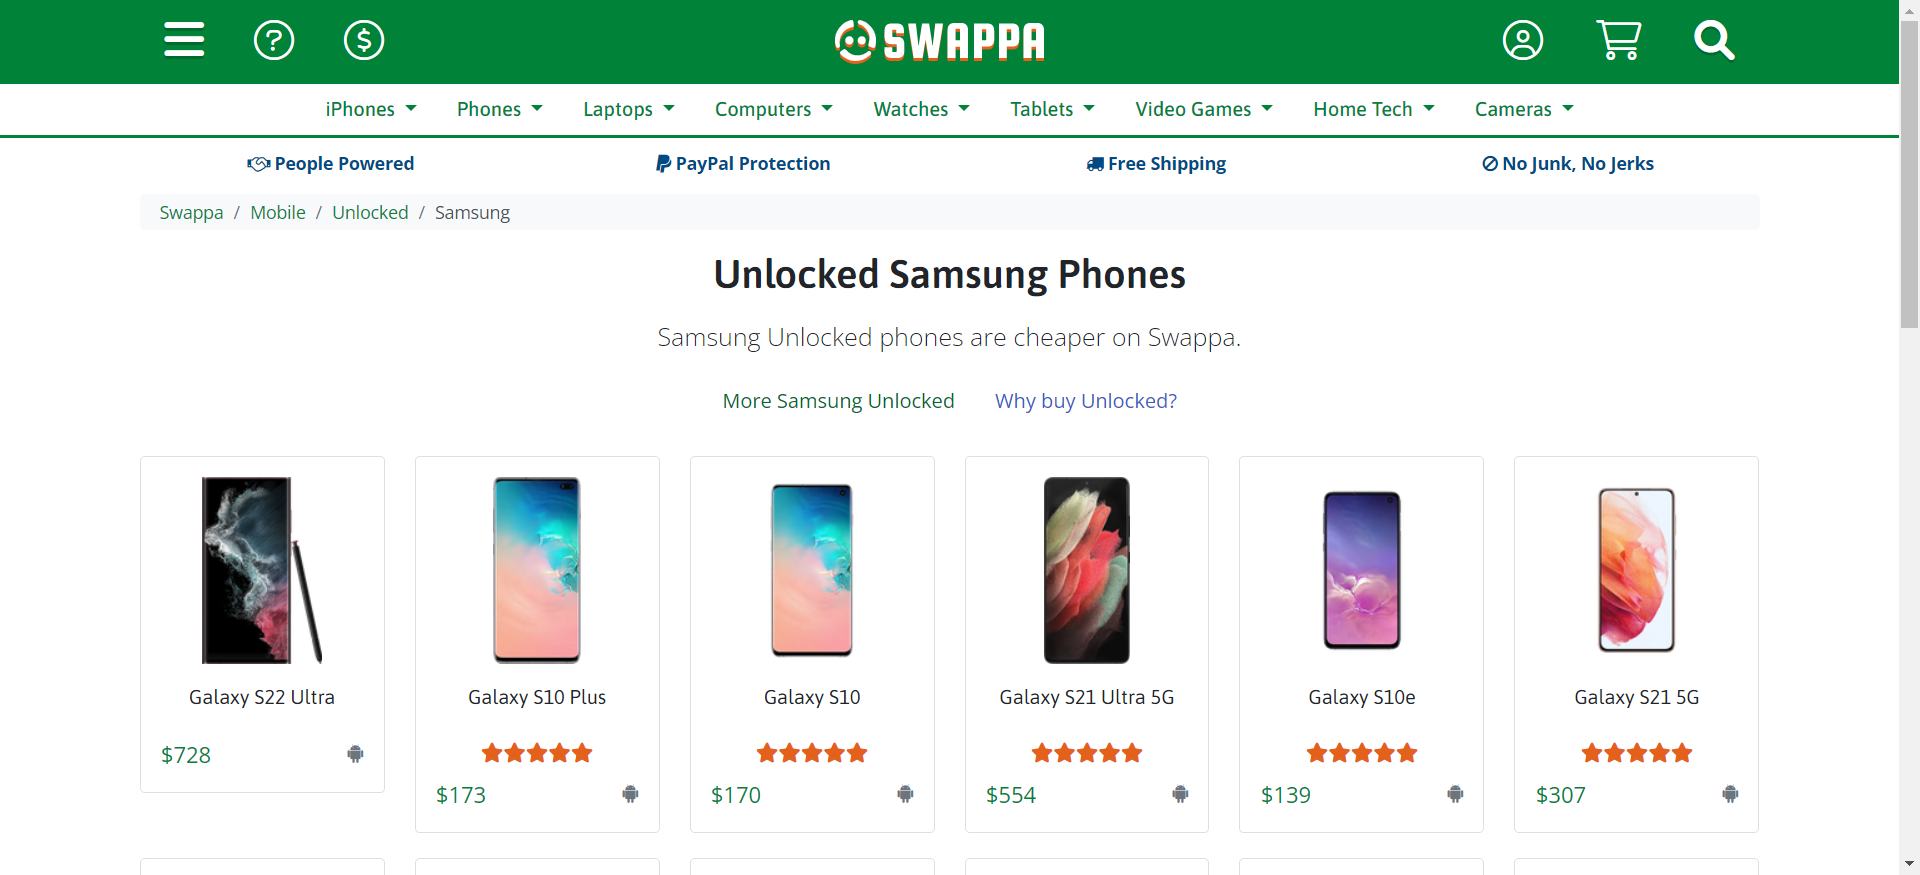 SWAPPA
iPhones Phones Laptops Computers Watches Tablets Video Games Home Tech Cameras
People Powered PayPal Protection Free Shipping No Junk, No Jerks
Swappa / Mobile / Unlocked / Samsung
Unlocked Samsung Phones
Samsung Unlocked phones are cheaper on Swappa.
More Samsung Unlocked Why buy Unlocked?
Galaxy S22 Ultra Galaxy S10 Plus Galaxy S10 Galaxy S21 Ultra 5G Galaxy S10e Galaxy S21 5G
$728 $173 $170 $554 $139 $307